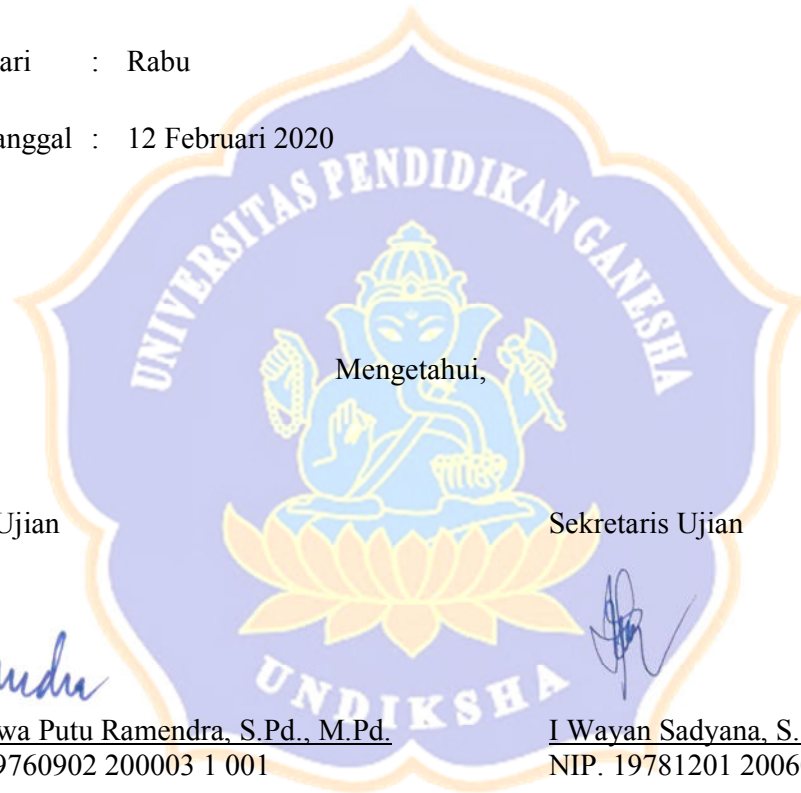 ari : Rabu
anggal : 12 Februari 2020
UNIVERSITAS PENDIDIKAN GANESHA
Mengetahui,
Ujian Sekretaris Ujian
UNDIKSHA
wa Putu Ramendra, S.Pd., M.Pd. I Wayan Sadyana, S.
9760902 200003 1 001 NIP. 19781201 2006